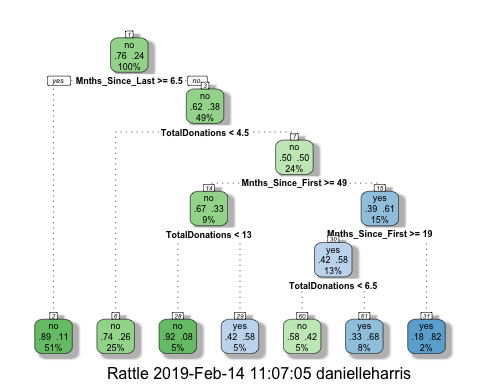 1
no
.76 .24
100%
yes Mnths_Since_Last >= 6.5 no
3
no
.62 .38
49%
TotalDonations < 4.5
7
no
.50 .50
24%
Mnths_Since_First >= 49
14
no
.67 .33
9%
15
yes
.39 .61
15%
TotalDonations < 13
Mnths_Since_First >= 19
30
yes
.42 .58
13%
TotalDonations < 6.5
2
no
.89 .11
51%
6
no
.74 .26
25%
28
no
.92 .08
5%
29
yes
.42 .58
5%
60
no
.58 .42
5%
61
yes
.33 .68
8%
31
yes
.18 .82
2%
Rattle 2019-Feb-14 11:07:05 danielleharris